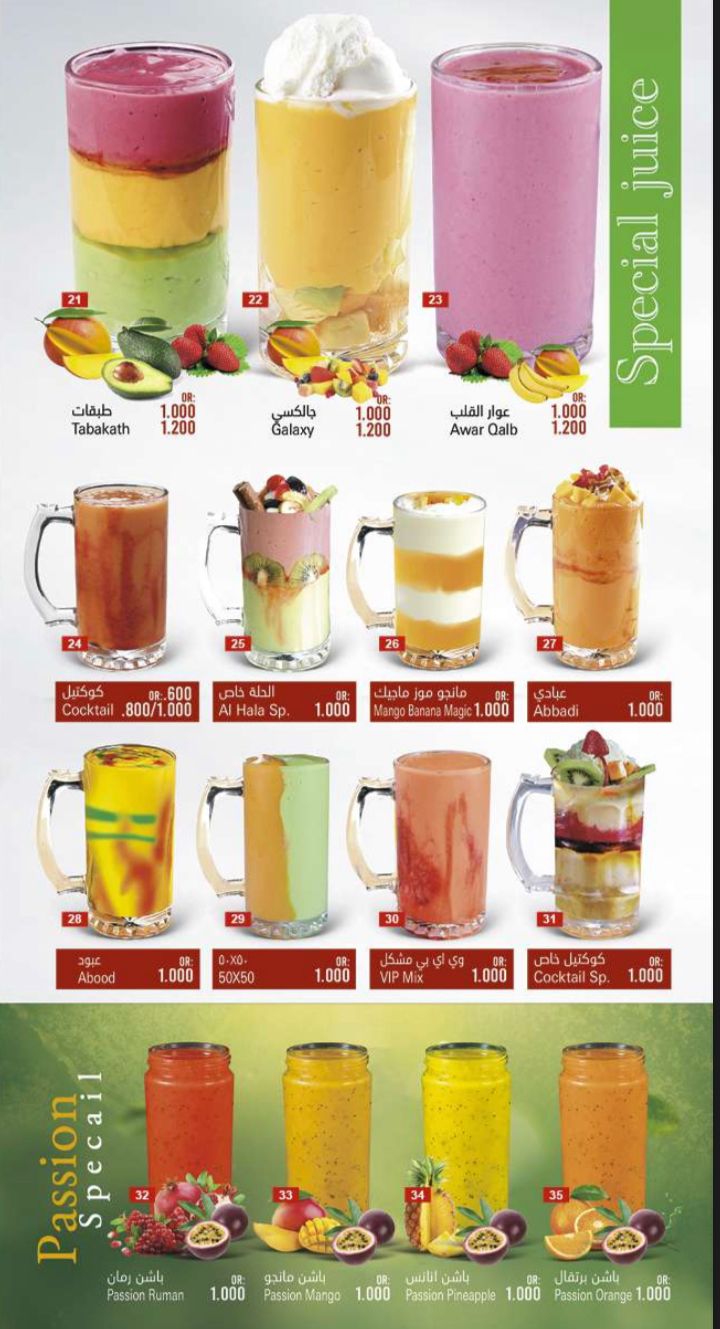 Special juice
21
22
23
طبقات
Tabakath
OR:
1.000
1.200
جالكسي
Galaxy
OR:
1.000
1.200
عوار القلب
Awar Qalb
OR:
1.000
1.200
24
25
26
27
كوكتيل OR:.600
Cocktail .800/1.000
الحلة خاص OR:
Al Hala Sp. 1.000
مانجو موز ماجيك OR:
Mango Banana Magic 1.000
عبادي OR:
Abbadi 1.000
28
29
30
31
عبود OR:
Abood 1.000
٥٠X٥٠ OR:
50X50 1.000
وي اي بي مشكل OR:
VIP Mix 1.000
كوكتيل خاص OR:
Cocktail Sp. 1.000
Passion
Specail
32
33
34
35
باشن رمان OR:
Passion Ruman 1.000
باشن مانجو OR:
Passion Mango 1.000
باشن اناناس OR:
Passion Pineapple 1.000
باشن برتقال OR:
Passion Orange 1.000